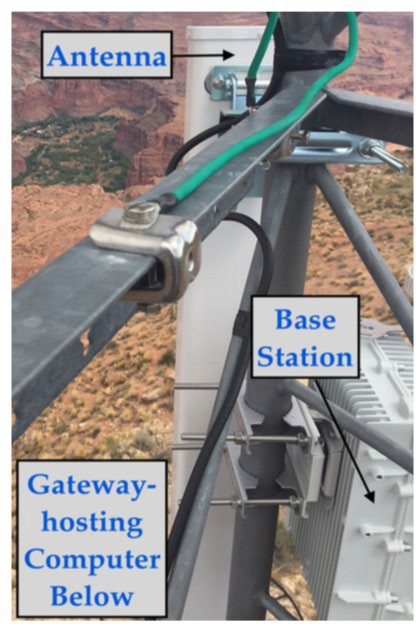 Antenna
Base
Station
Gateway-
hosting
Computer
Below